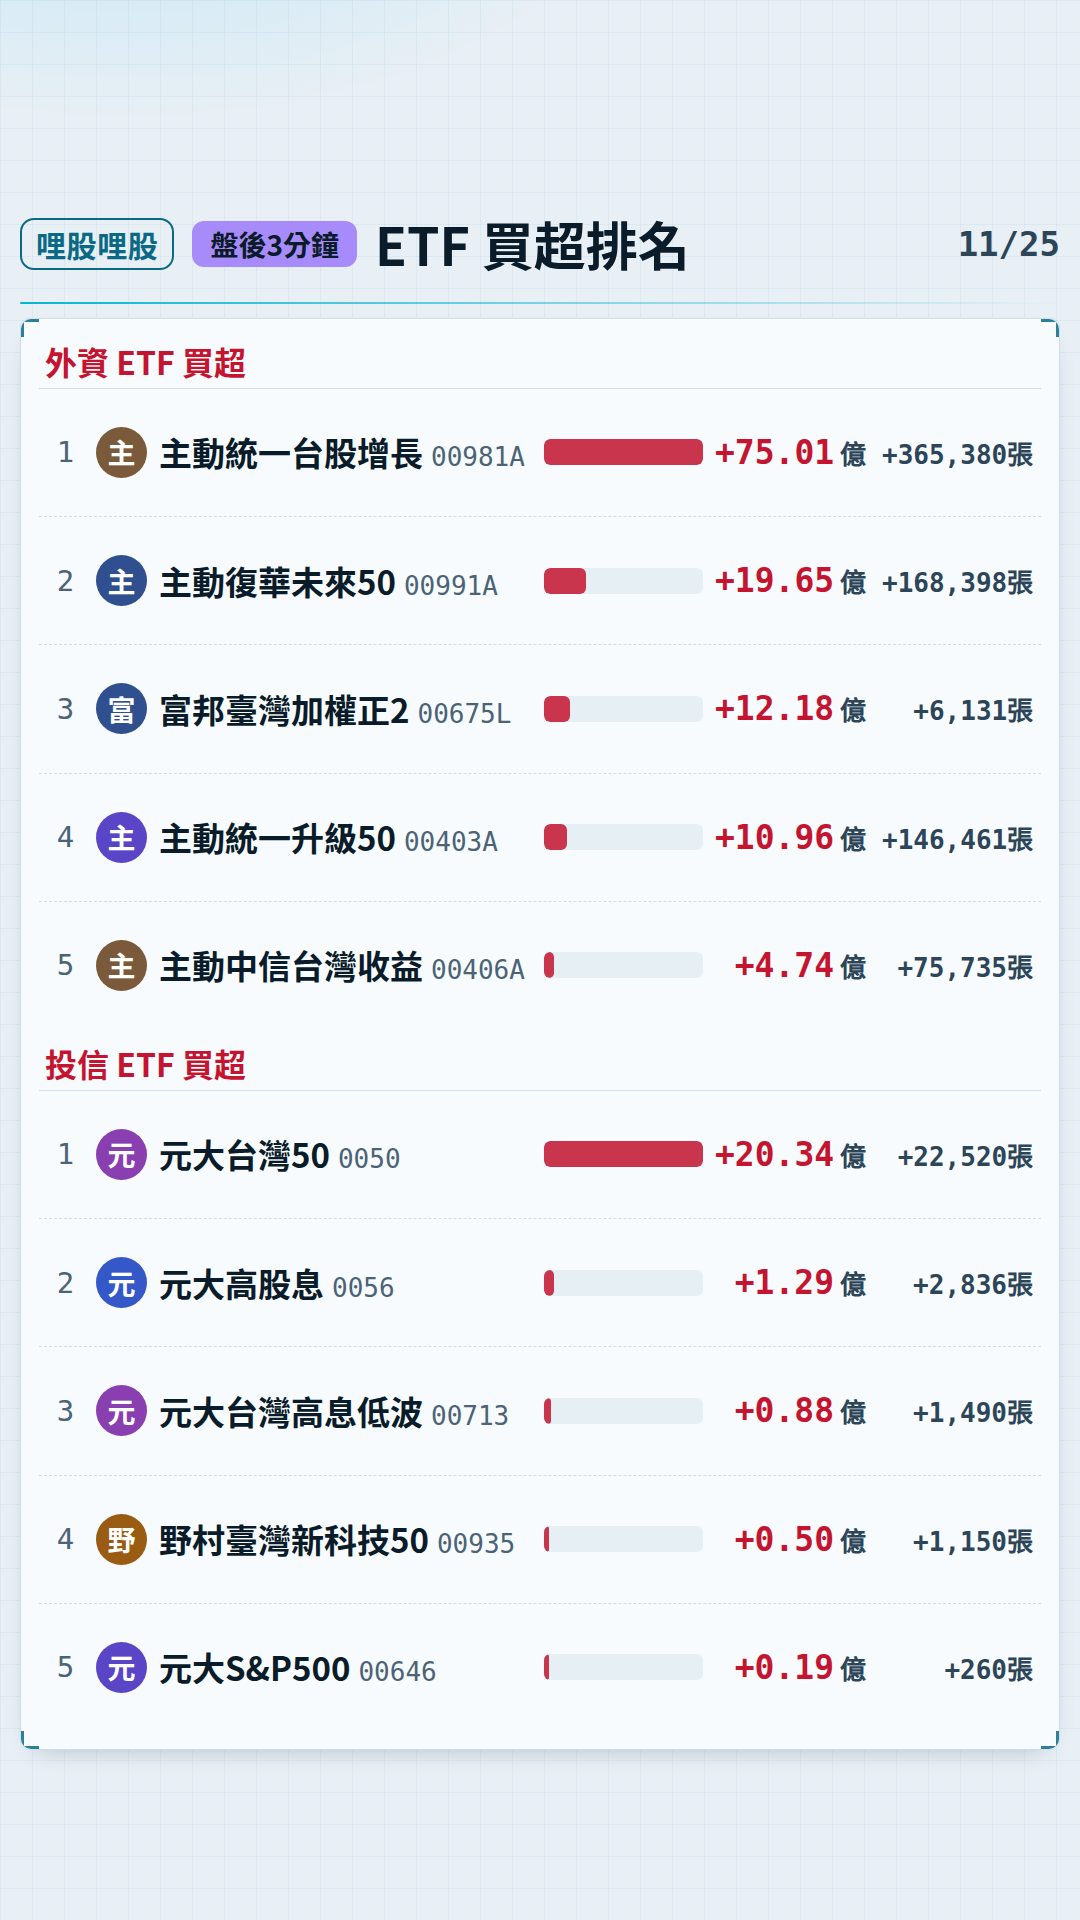 哩股哩股 盤後3分鐘 ETF 買超排名 11/25
外資 ETF 買超
1 主 主動統一台股增長 00981A +75.01 億 +365,380張
2 主 主動復華未來50 00991A +19.65 億 +168,398張
3 富 富邦臺灣加權正2 00675L +12.18 億 +6,131張
4 主 主動統一升級50 00403A +10.96 億 +146,461張
5 主 主動中信台灣收益 00406A +4.74 億 +75,735張
投信 ETF 買超
1 元 元大台灣50 0050 +20.34 億 +22,520張
2 元 元大高股息 0056 +1.29 億 +2,836張
3 元 元大台灣高息低波 00713 +0.88 億 +1,490張
4 野 野村臺灣新科技50 00935 +0.50 億 +1,150張
5 元 元大S&P500 00646 +0.19 億 +260張